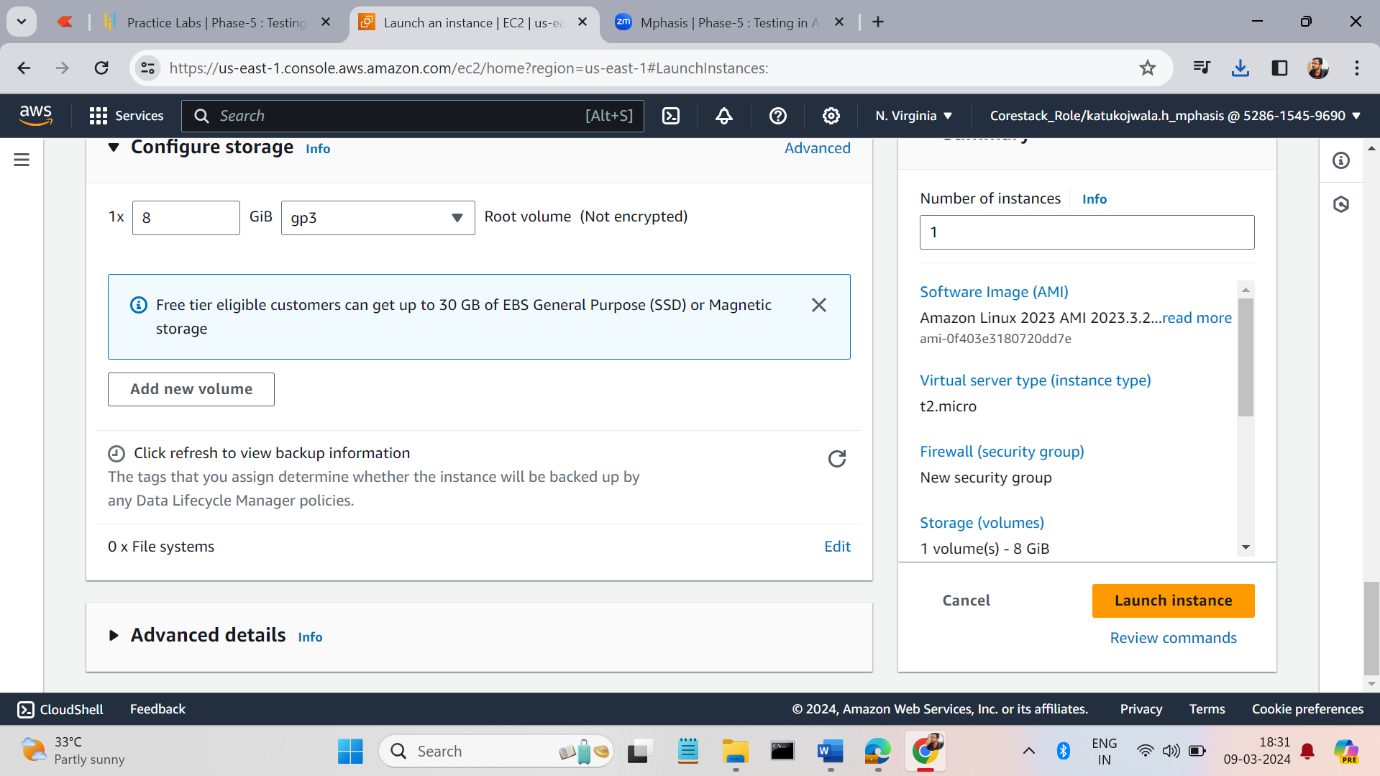 Practice Labs | Phase-5 : Testing
Launch an instance | EC2 | us-ea
zm
Mphasis | Phase-5 : Testing in A
https://us-east-1.console.aws.amazon.com/ec2/home?region=us-east-1#LaunchInstances:
aws
Services
Search
[Alt+S]
N. Virginia
Corestack_Role/katukojwala.h_mphasis @ 5286-1545-9690
Configure storage Info
Advanced
1x 8 GiB gp3 Root volume (Not encrypted)
Free tier eligible customers can get up to 30 GB of EBS General Purpose (SSD) or Magnetic
storage
Add new volume
Click refresh to view backup information
The tags that you assign determine whether the instance will be backed up by
any Data Lifecycle Manager policies.
0 x File systems
Edit
Advanced details Info
Summary
Number of instances Info
1
Software Image (AMI)
Amazon Linux 2023 AMI 2023.3.2...read more
ami-0f403e3180720dd7e
Virtual server type (instance type)
t2.micro
Firewall (security group)
New security group
Storage (volumes)
1 volume(s) - 8 GiB
Cancel
Launch instance
Review commands
CloudShell
Feedback
© 2024, Amazon Web Services, Inc. or its affiliates.
Privacy
Terms
Cookie preferences
33°C
Partly sunny
Search
ENG
IN
18:31
09-03-2024
PRE